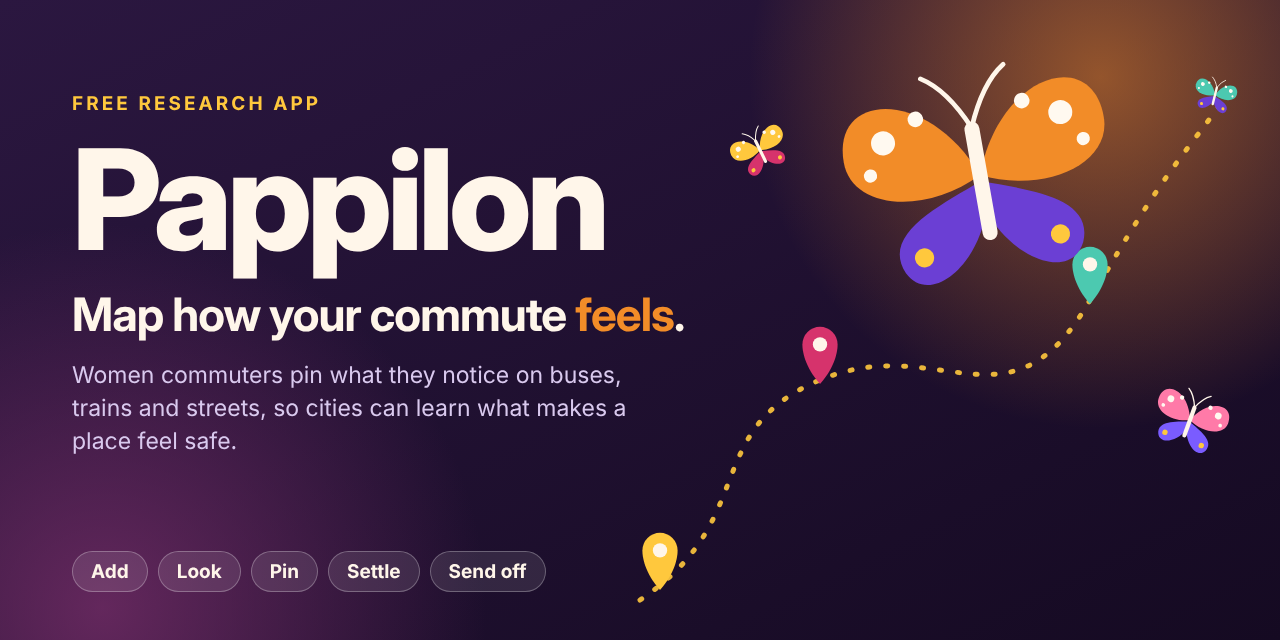 FREE RESEARCH APP
Pappilon
Map how your commute feels.
Women commuters pin what they notice on buses,
trains and streets, so cities can learn what makes a
place feel safe.
Add
Look
Pin
Settle
Send off